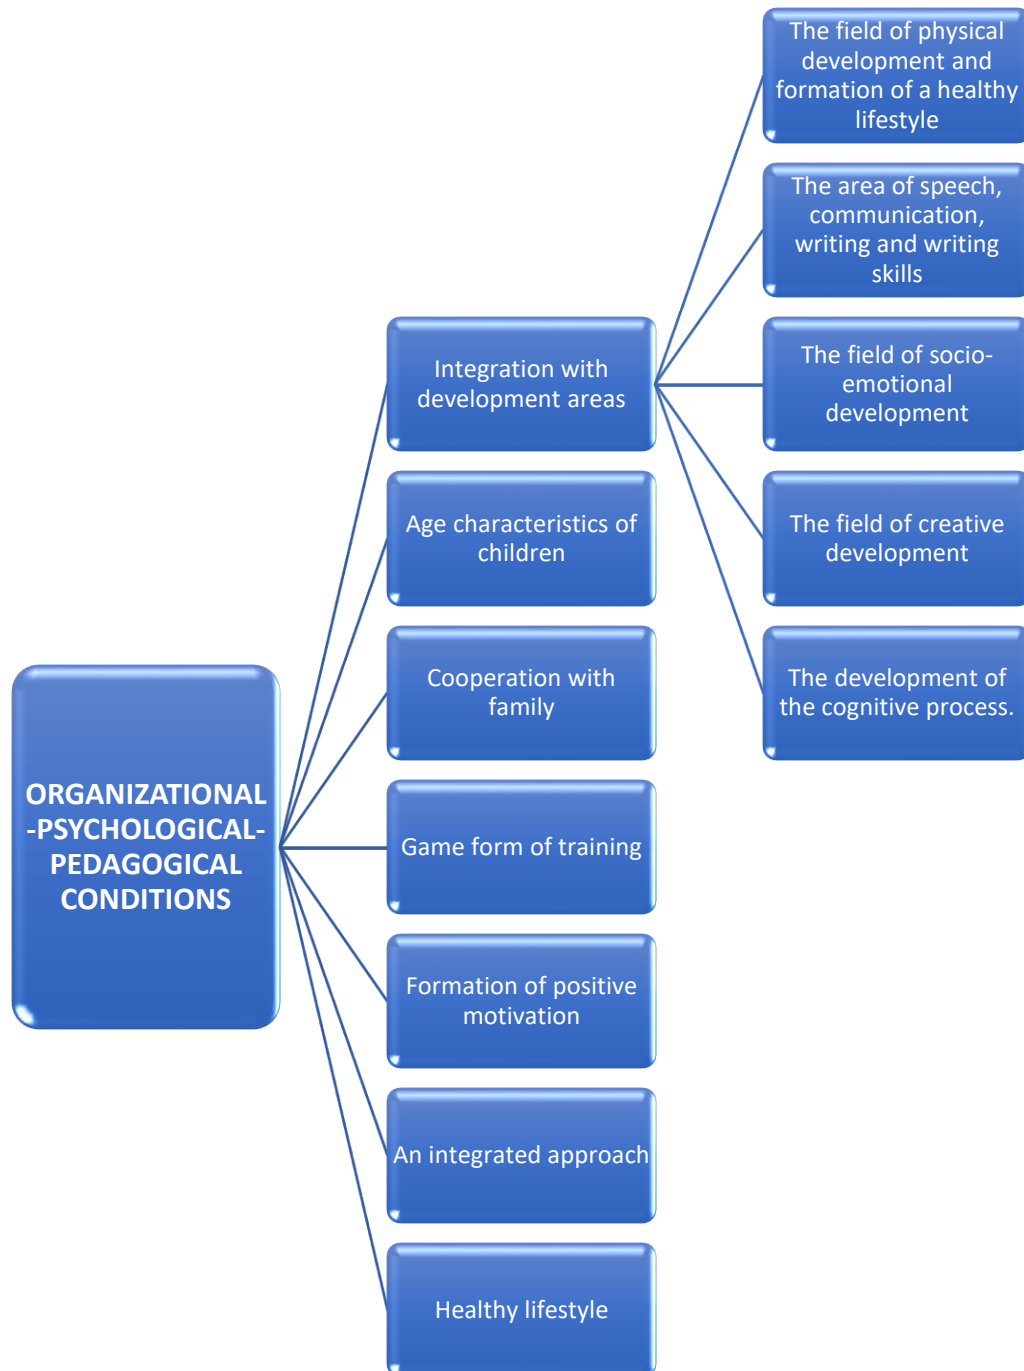 ORGANIZATIONAL
-PSYCHOLOGICAL-
PEDAGOGICAL
CONDITIONS
Integration with
development areas
Age characteristics of
children
Cooperation with
family
Game form of training
Formation of positive
motivation
An integrated approach
Healthy lifestyle
The field of physical
development and
formation of a healthy
lifestyle
The area of speech,
communication,
writing and writing
skills
The field of socio-
emotional
development
The field of creative
development
The development of
the cognitive process.